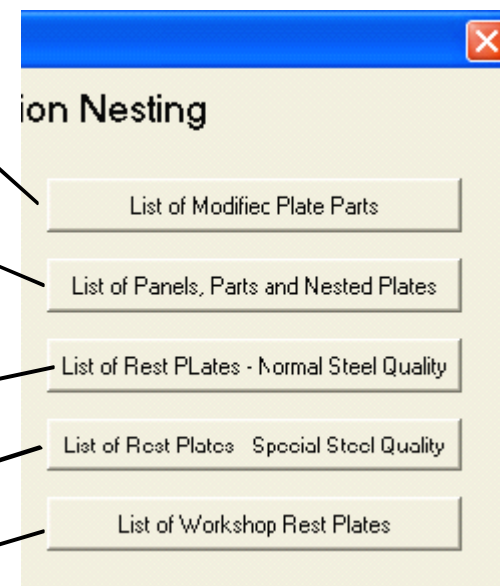 ion Nesting
List of Modifiec Plate Parts
List of Panels, Parts and Nested Plates
List of Rest PLates - Normal Steel Quality
List of Rest Plates Special Steel Quality
List of Workshop Rest Plates